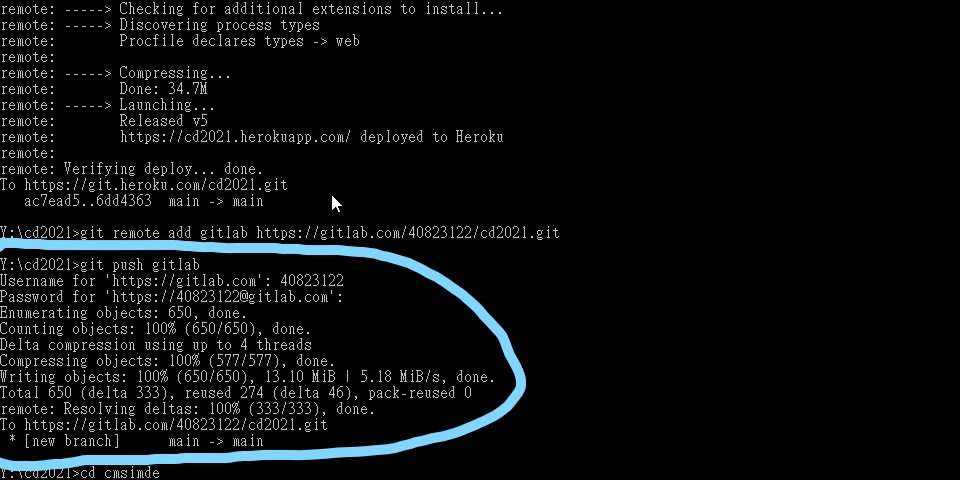 remote: -----> Checking for additional extensions to install...
remote: -----> Discovering process types
remote:        Procfile declares types -> web
remote:
remote: -----> Compressing...
remote:        Done: 34.7M
remote: -----> Launching...
remote:        Released v5
remote:        https://cd2021.herokuapp.com/ deployed to Heroku
remote:
remote: Verifying deploy... done.
To https://git.heroku.com/cd2021.git
   ac7ead5..6dd4363  main -> main
Y:\cd2021>git remote add gitlab https://gitlab.com/40823122/cd2021.git
Y:\cd2021>git push gitlab
Username for 'https://gitlab.com': 40823122
Password for 'https://40823122@gitlab.com':
Enumerating objects: 650, done.
Counting objects: 100% (650/650), done.
Delta compression using up to 4 threads
Compressing objects: 100% (577/577), done.
Writing objects: 100% (650/650), 13.10 MiB | 5.18 MiB/s, done.
Total 650 (delta 333), reused 274 (delta 46), pack-reused 0
remote: Resolving deltas: 100% (333/333), done.
To https://gitlab.com/40823122/cd2021.git
 * [new branch]      main -> main
Y:\cd2021>cd cmsimde